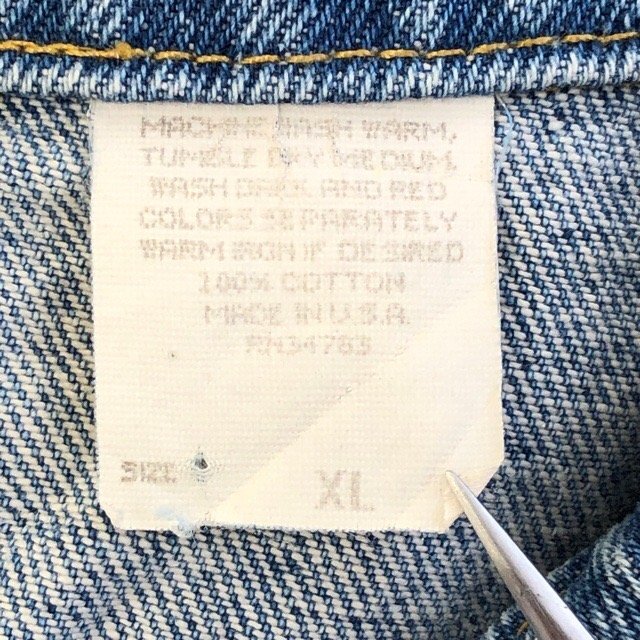 MACHINE WASH WARM,
TUMBLE DRY MEDIUM,
WASH DARK AND RED
COLORS SEPARATELY
WARM IRON IF DESIRED
100% COTTON
MADE IN U.S.A.
RN34783
SIZE XL